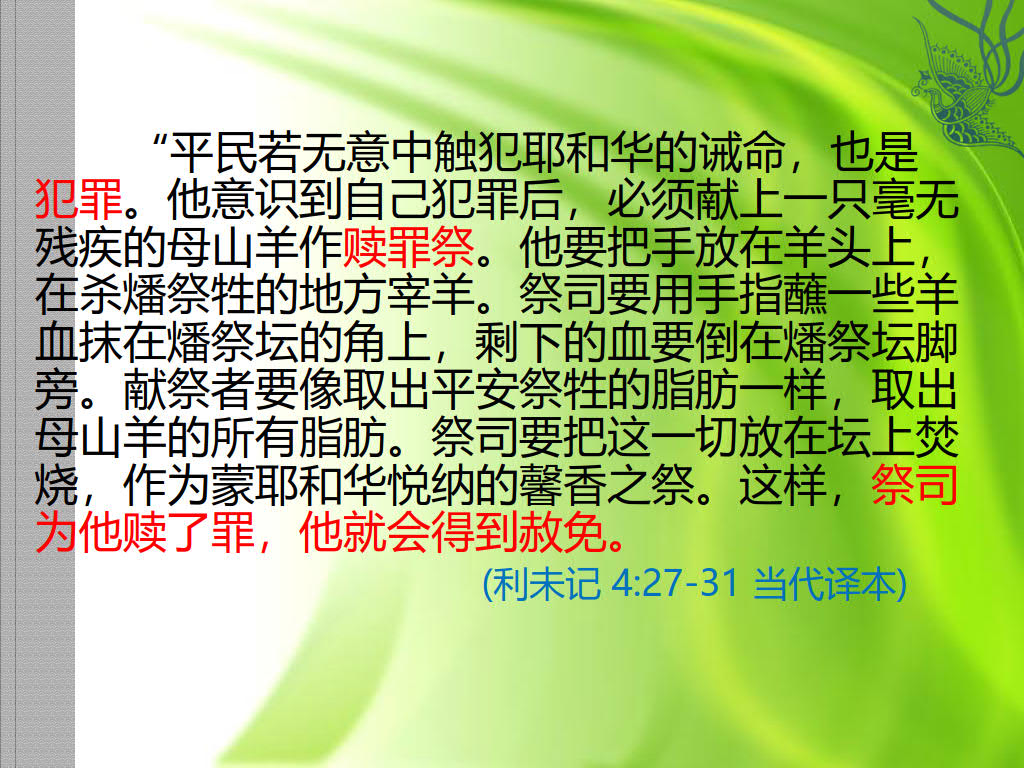 “平民若无意中触犯耶和华的诫命，也是
犯罪。他意识到自己犯罪后，必须献上一只毫无
残疾的母山羊作赎罪祭。他要把手放在羊头上，
在杀燔祭牲的地方宰羊。祭司要用手指蘸一些羊
血抹在燔祭坛的角上，剩下的血要倒在燔祭坛脚
旁。献祭者要像取出平安祭牲的脂肪一样，取出
母山羊的所有脂肪。祭司要把这一切放在坛上焚
烧，作为蒙耶和华悦纳的馨香之祭。这样，祭司
为他赎了罪，他就会得到赦免。
(利未记 4:27-31 当代译本)